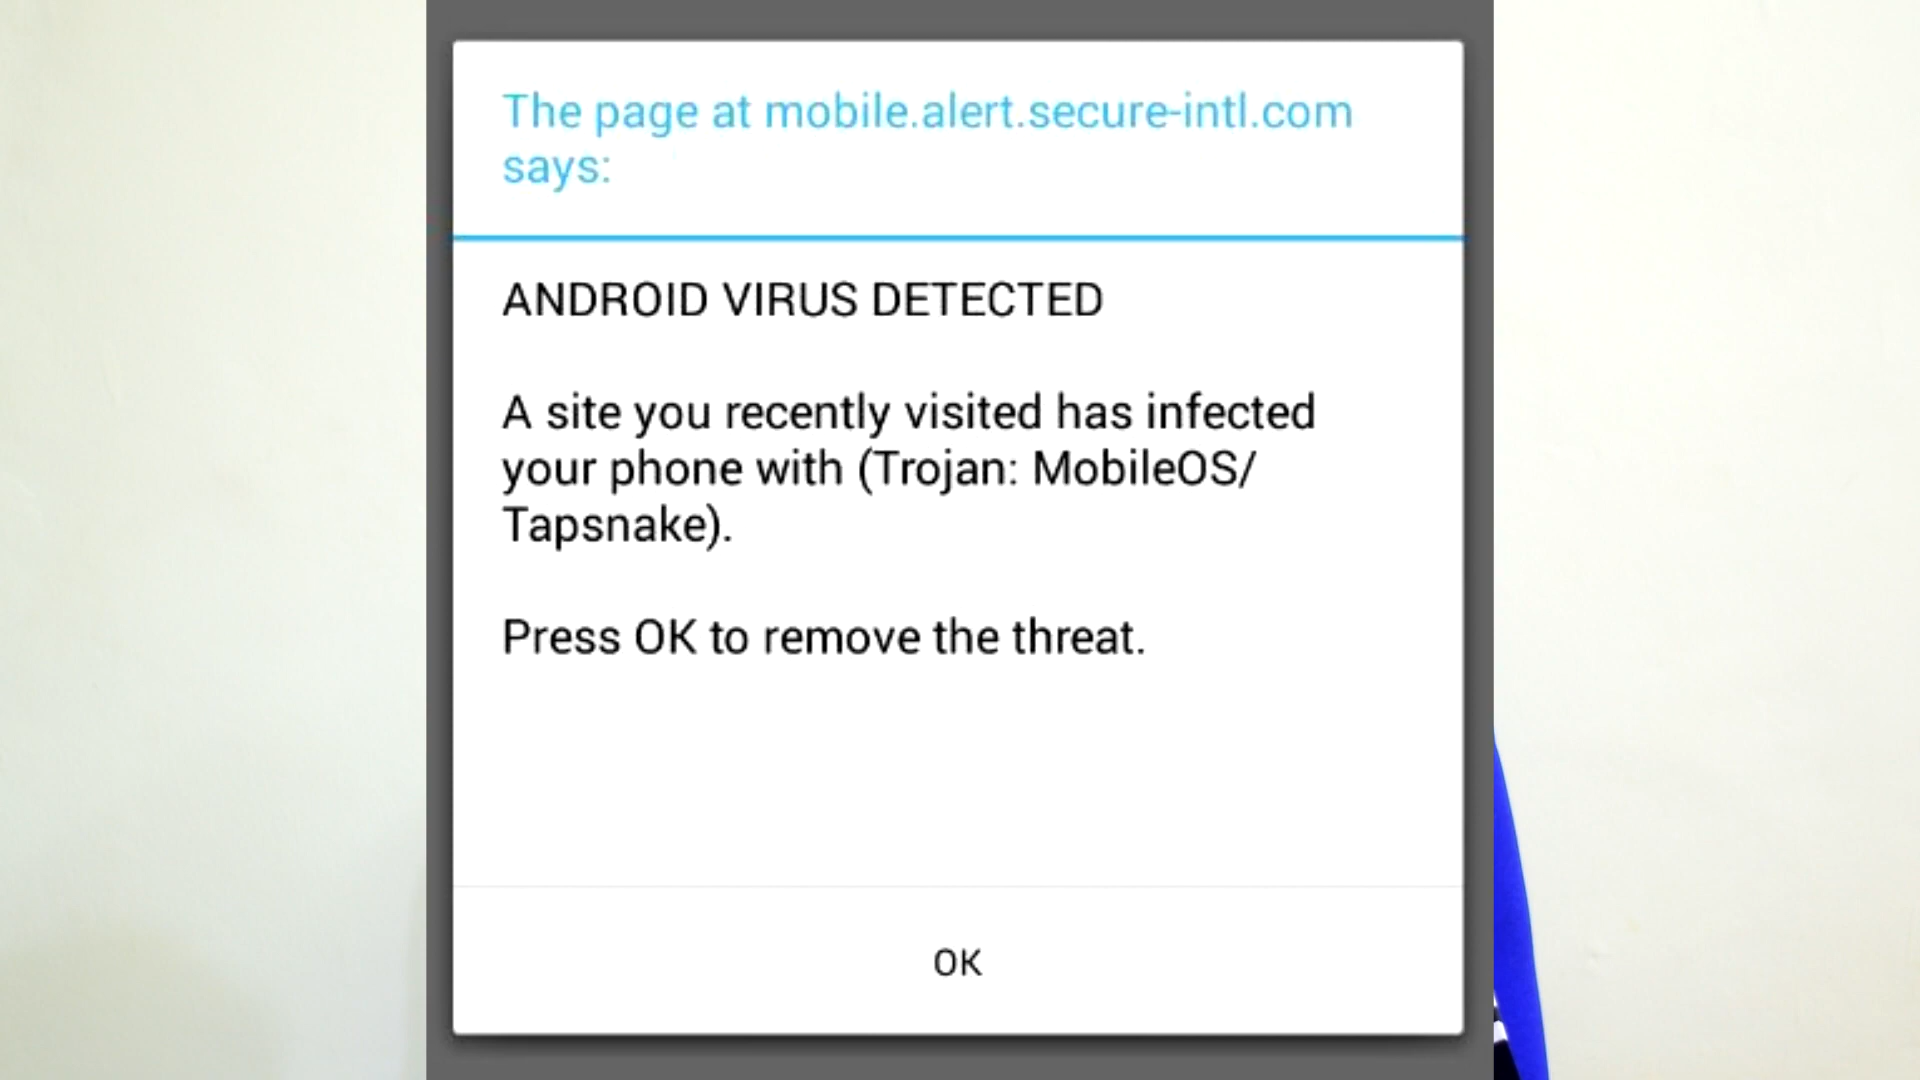 The page at mobile.alert.secure-intl.com
says:
ANDROID VIRUS DETECTED
A site you recently visited has infected
your phone with (Trojan: MobileOS/
Tapsnake).
Press OK to remove the threat.
OK